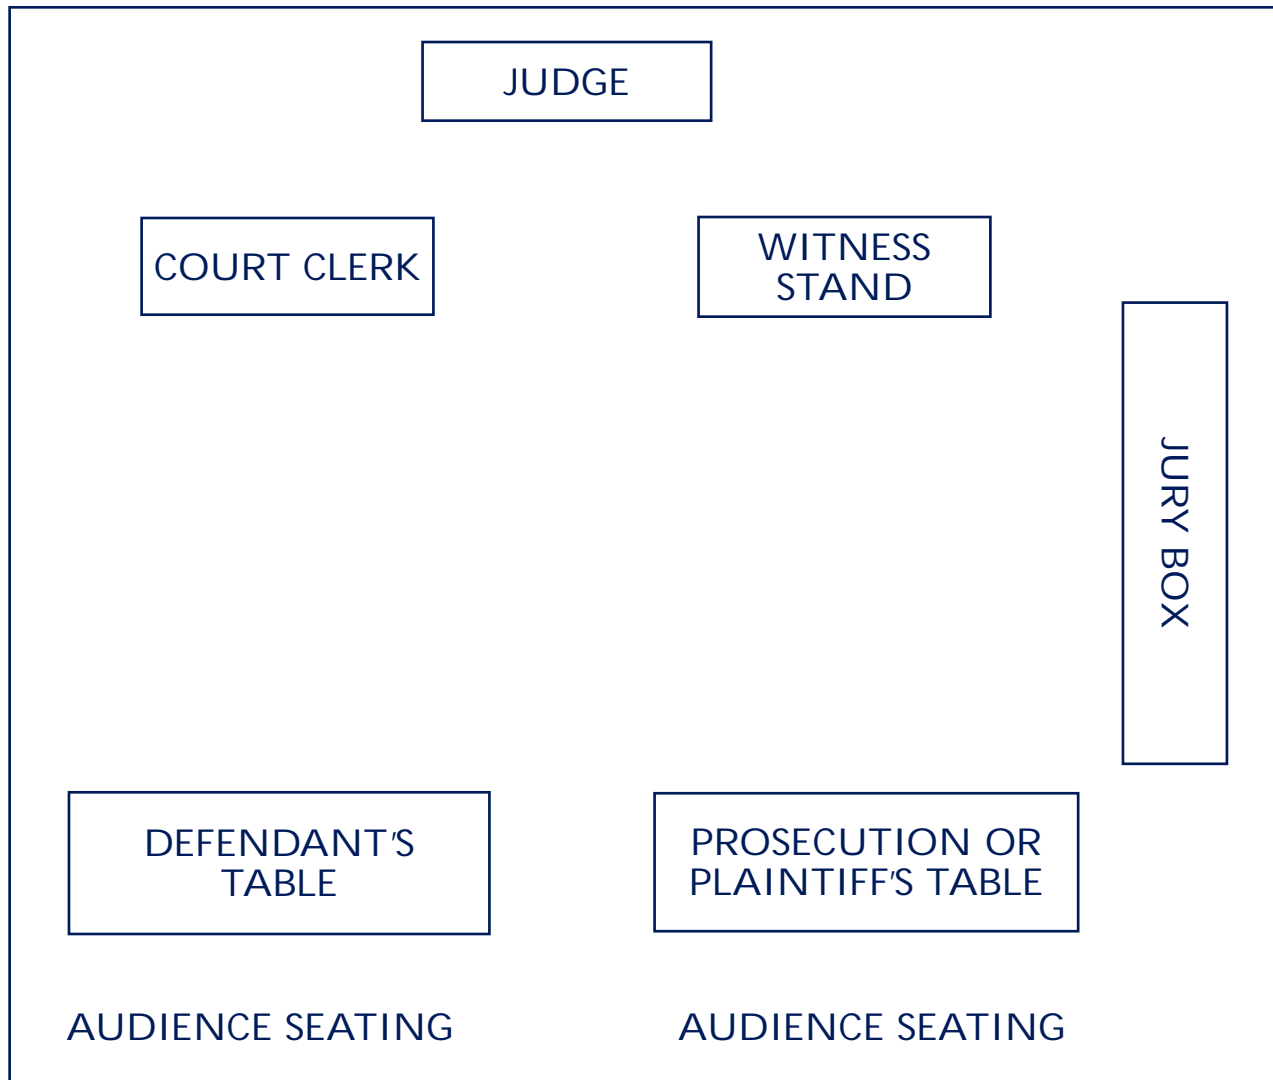 JUDGE
COURT CLERK
WITNESS
STAND
JURY BOX
DEFENDANT'S
TABLE
PROSECUTION OR
PLAINTIFF'S TABLE
AUDIENCE SEATING
AUDIENCE SEATING